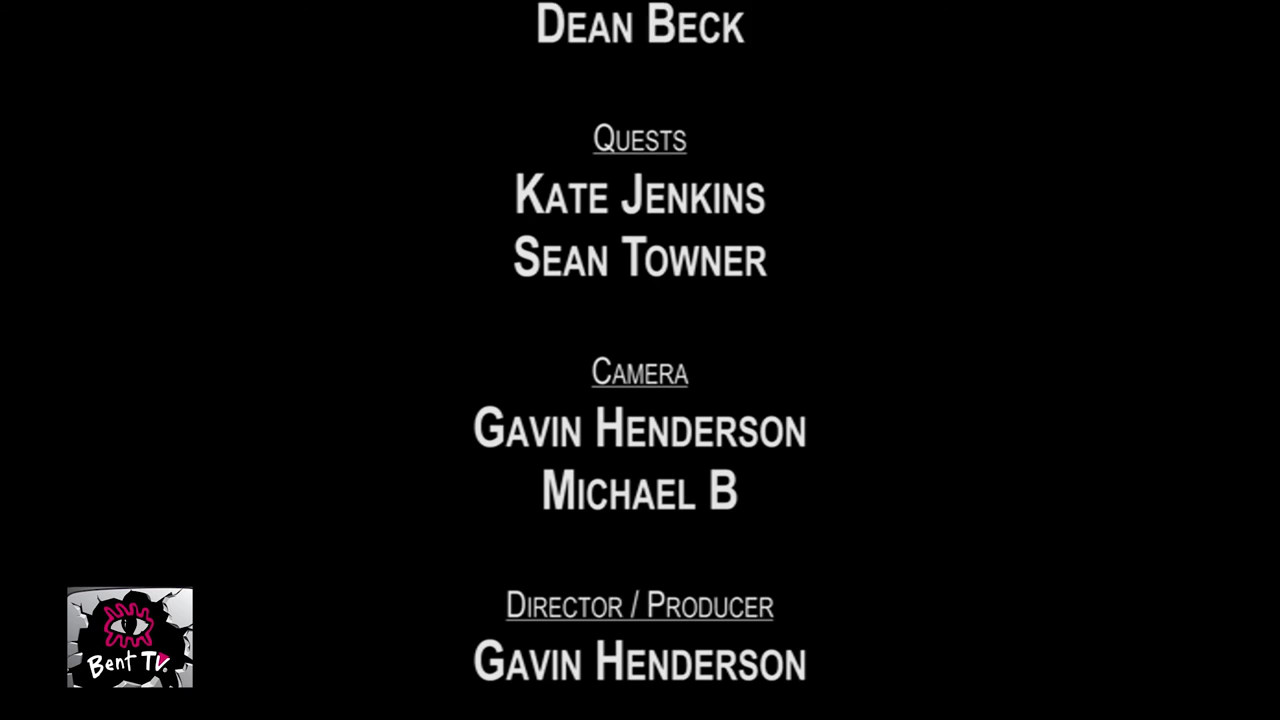 DEAN BECK
QUESTS
KATE JENKINS
SEAN TOWNER
CAMERA
GAVIN HENDERSON
MICHAEL B
DIRECTOR / PRODUCER
GAVIN HENDERSON
Bent TV.